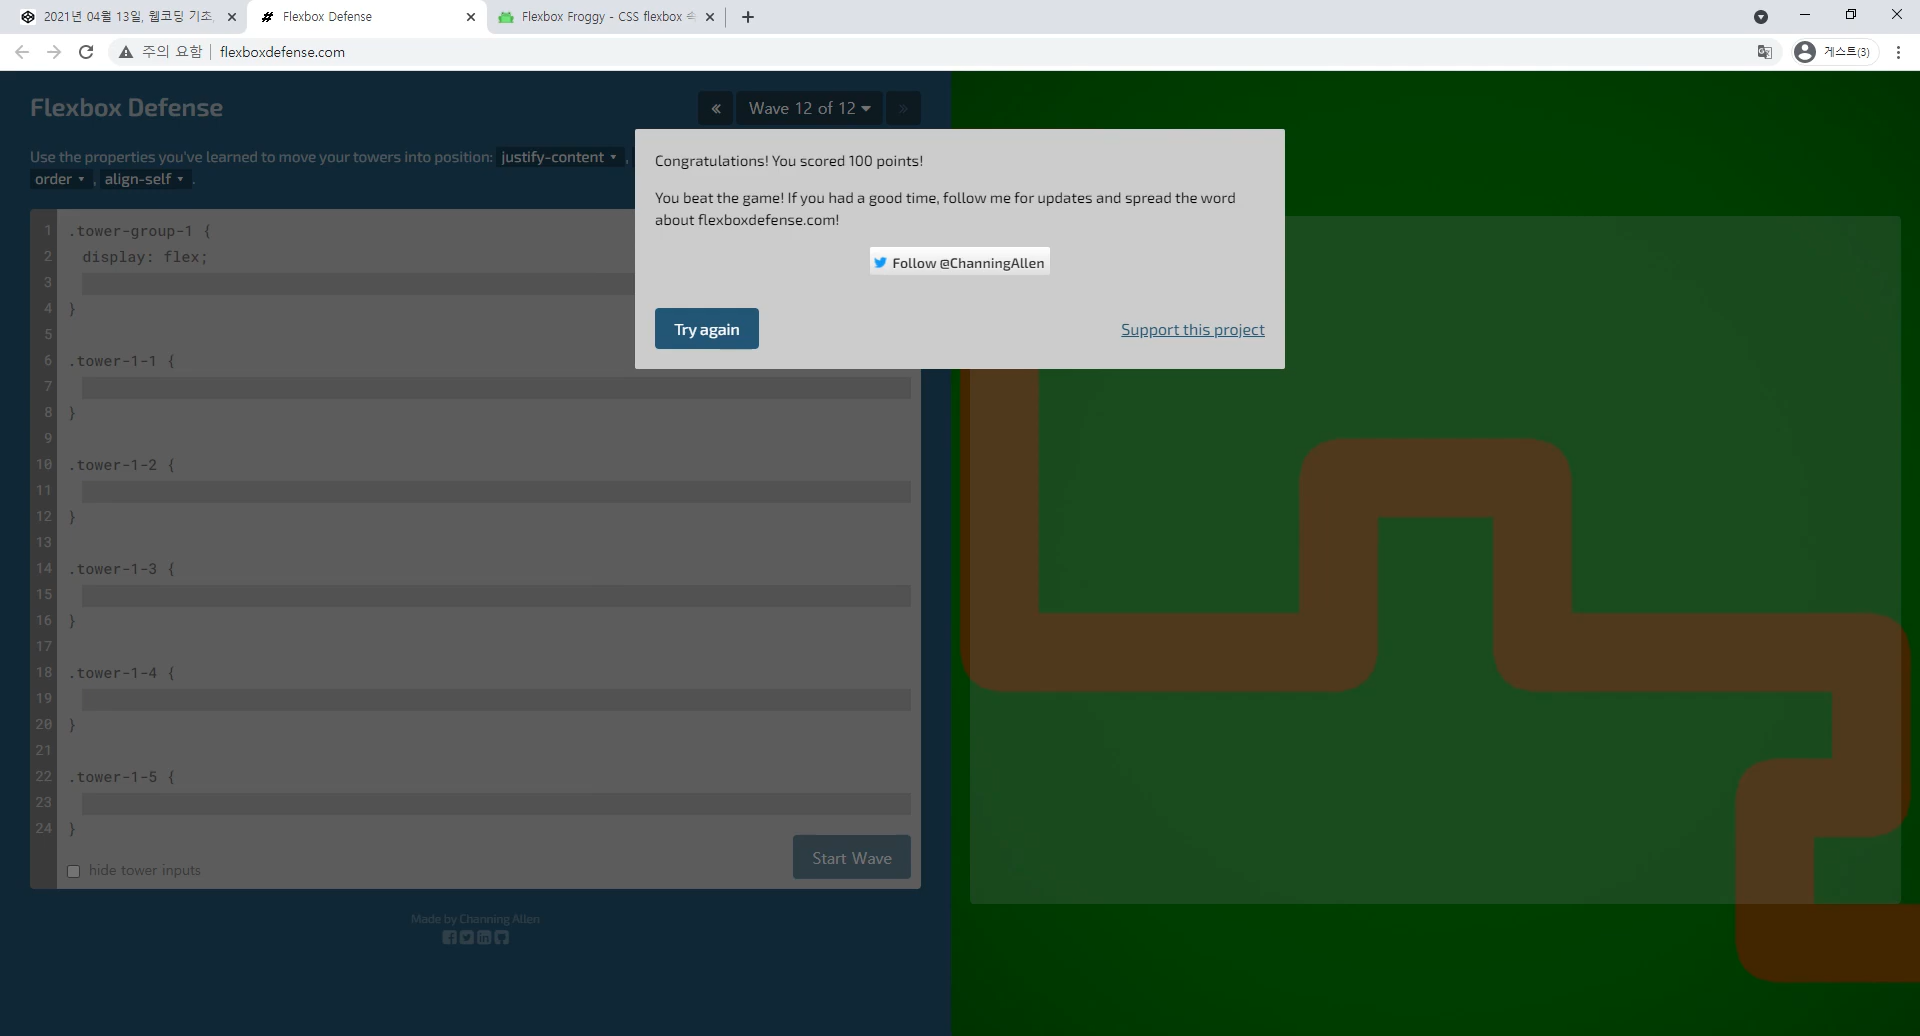 2021년 04월 13일, 웹코딩 기초
Flexbox Defense
Flexbox Froggy - CSS flexbox
주의 요함
flexboxdefense.com
게스트(3)
Flexbox Defense
«
Wave 12 of 12
»
Use the properties you've learned to move your towers into position: justify-content ,
order , align-self .
Congratulations! You scored 100 points!
You beat the game! If you had a good time, follow me for updates and spread the word
about flexboxdefense.com!
Follow @ChanningAllen
Try again
Support this project
1 .tower-group-1 {
2 display: flex;
3
4 }
5
6 .tower-1-1 {
7
8 }
9
10 .tower-1-2 {
11
12 }
13
14 .tower-1-3 {
15
16 }
17
18 .tower-1-4 {
19
20 }
21
22 .tower-1-5 {
23
24 }
hide tower inputs
Start Wave
Made by Channing Allen